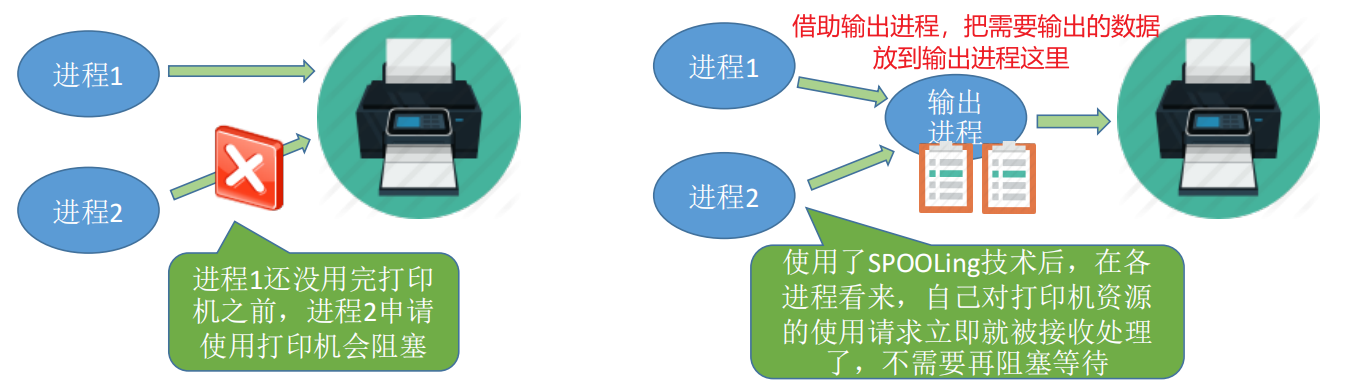 进程1
进程2
进程1还没用完打印
机之前，进程2申请
使用打印机会阻塞
借助输出进程，把需要输出的数据
放到输出进程这里
进程1
输出
进程
进程2
使用了SPOOLing技术后，在各
进程看来，自己对打印机资源
的使用请求立即就被接收处理
了，不需要再阻塞等待